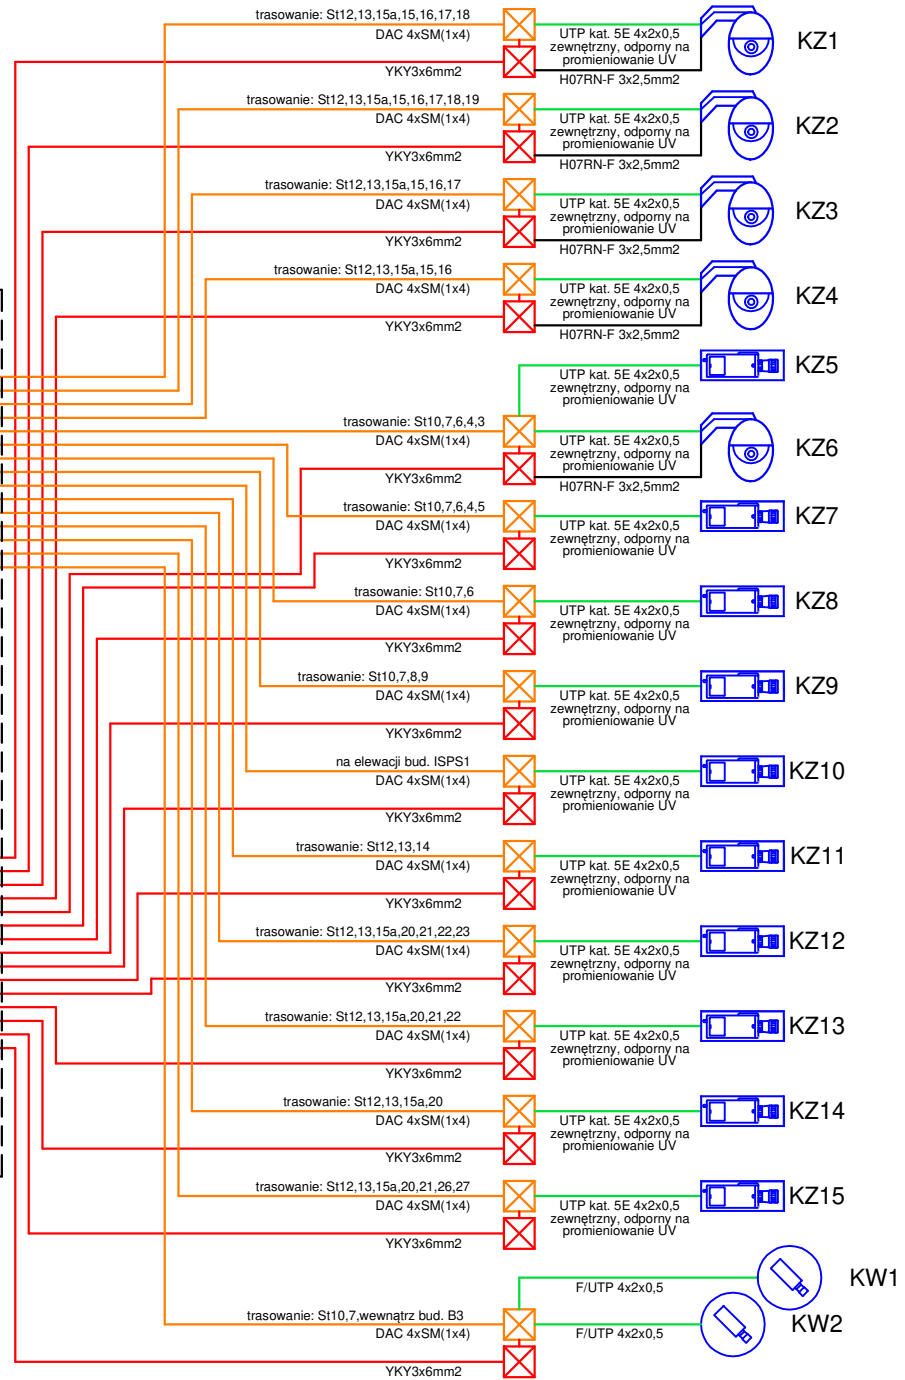 trasowanie: St12,13,15a,15,16,17,18
DAC 4xSM(1x4)
YKY3x6mm2
UTP kat. 5E 4x2x0,5
zewnętrzny, odporny na
promieniowanie UV
H07RN-F 3x2,5mm2
KZ1
trasowanie: St12,13,15a,15,16,17,18,19
DAC 4xSM(1x4)
YKY3x6mm2
UTP kat. 5E 4x2x0,5
zewnętrzny, odporny na
promieniowanie UV
H07RN-F 3x2,5mm2
KZ2
trasowanie: St12,13,15a,15,16,17
DAC 4xSM(1x4)
YKY3x6mm2
UTP kat. 5E 4x2x0,5
zewnętrzny, odporny na
promieniowanie UV
H07RN-F 3x2,5mm2
KZ3
trasowanie: St12,13,15a,15,16
DAC 4xSM(1x4)
YKY3x6mm2
UTP kat. 5E 4x2x0,5
zewnętrzny, odporny na
promieniowanie UV
H07RN-F 3x2,5mm2
KZ4
UTP kat. 5E 4x2x0,5
zewnętrzny, odporny na
promieniowanie UV
KZ5
trasowanie: St10,7,6,4,3
DAC 4xSM(1x4)
YKY3x6mm2
UTP kat. 5E 4x2x0,5
zewnętrzny, odporny na
promieniowanie UV
H07RN-F 3x2,5mm2
KZ6
trasowanie: St10,7,6,4,5
DAC 4xSM(1x4)
YKY3x6mm2
UTP kat. 5E 4x2x0,5
zewnętrzny, odporny na
promieniowanie UV
KZ7
trasowanie: St10,7,6
DAC 4xSM(1x4)
YKY3x6mm2
UTP kat. 5E 4x2x0,5
zewnętrzny, odporny na
promieniowanie UV
KZ8
trasowanie: St10,7,8,9
DAC 4xSM(1x4)
YKY3x6mm2
UTP kat. 5E 4x2x0,5
zewnętrzny, odporny na
promieniowanie UV
KZ9
na elewacji bud. ISPS1
DAC 4xSM(1x4)
YKY3x6mm2
UTP kat. 5E 4x2x0,5
zewnętrzny, odporny na
promieniowanie UV
KZ10
trasowanie: St12,13,14
DAC 4xSM(1x4)
YKY3x6mm2
UTP kat. 5E 4x2x0,5
zewnętrzny, odporny na
promieniowanie UV
KZ11
trasowanie: St12,13,15a,20,21,22,23
DAC 4xSM(1x4)
YKY3x6mm2
UTP kat. 5E 4x2x0,5
zewnętrzny, odporny na
promieniowanie UV
KZ12
trasowanie: St12,13,15a,20,21,22
DAC 4xSM(1x4)
YKY3x6mm2
UTP kat. 5E 4x2x0,5
zewnętrzny, odporny na
promieniowanie UV
KZ13
trasowanie: St12,13,15a,20
DAC 4xSM(1x4)
YKY3x6mm2
UTP kat. 5E 4x2x0,5
zewnętrzny, odporny na
promieniowanie UV
KZ14
trasowanie: St12,13,15a,20,21,26,27
DAC 4xSM(1x4)
YKY3x6mm2
UTP kat. 5E 4x2x0,5
zewnętrzny, odporny na
promieniowanie UV
KZ15
F/UTP 4x2x0,5
KW1
trasowanie: St10,7,wewnątrz bud. B3
DAC 4xSM(1x4)
YKY3x6mm2
F/UTP 4x2x0,5
KW2